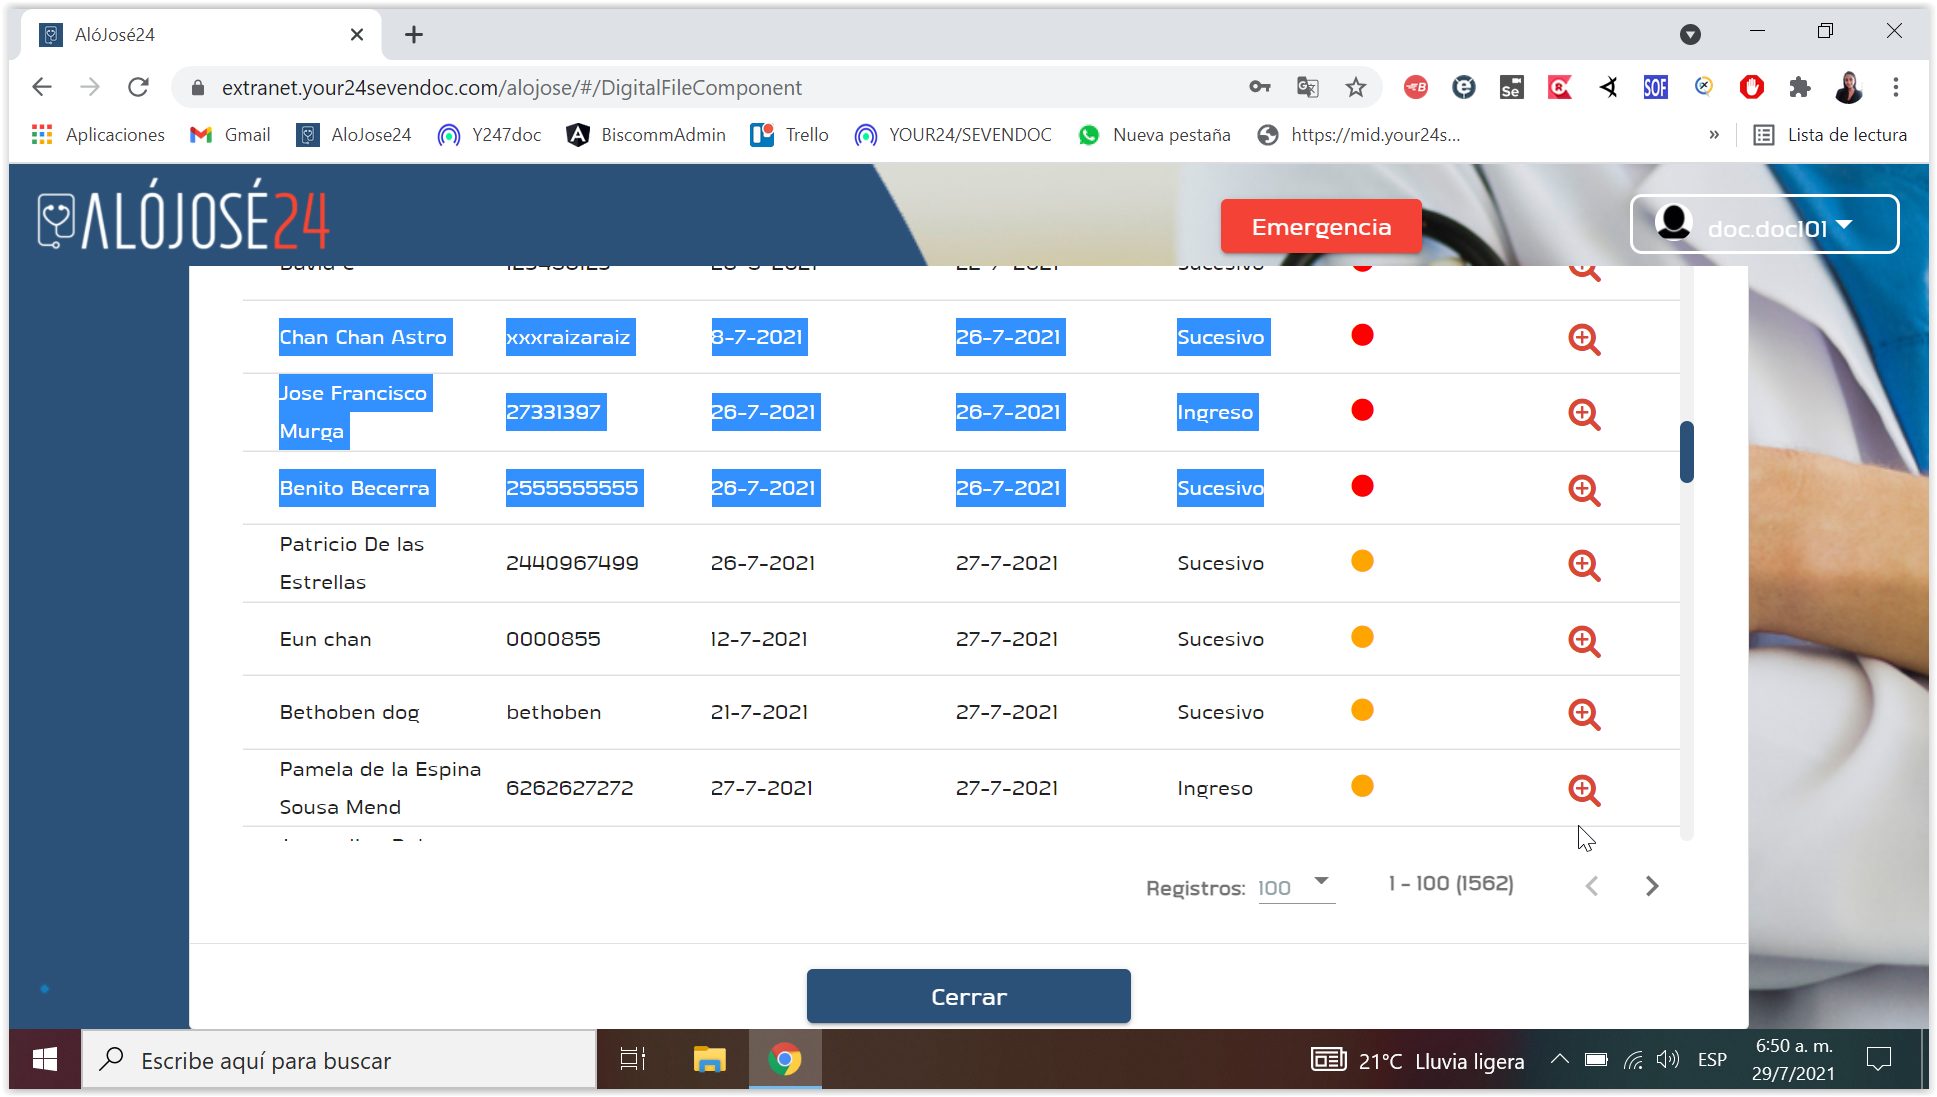 AlóJosé24
extranet.your24sevendoc.com/alojose/#/DigitalFileComponent
Aplicaciones Gmail AloJose24 Y247doc BiscommAdmin Trello YOUR24/SEVENDOC Nueva pestaña https://mid.your24s... » Lista de lectura
ALÓJOSÉ24
Emergencia
doc.doc101
Chan Chan Astro xxxraizaraiz 8-7-2021 26-7-2021 Sucesivo
Jose Francisco
Murga
27331397 26-7-2021 26-7-2021 Ingreso
Benito Becerra 2555555555 26-7-2021 26-7-2021 Sucesivo
Patricio De las
Estrellas
2440967499 26-7-2021 27-7-2021 Sucesivo
Eun chan 0000855 12-7-2021 27-7-2021 Sucesivo
Bethoben dog bethoben 21-7-2021 27-7-2021 Sucesivo
Pamela de la Espina
Sousa Mend
6262627272 27-7-2021 27-7-2021 Ingreso
Registros: 100 1 - 100 (1562)
Cerrar
Escribe aquí para buscar
21°C Lluvia ligera ESP
6:50 a. m.
29/7/2021